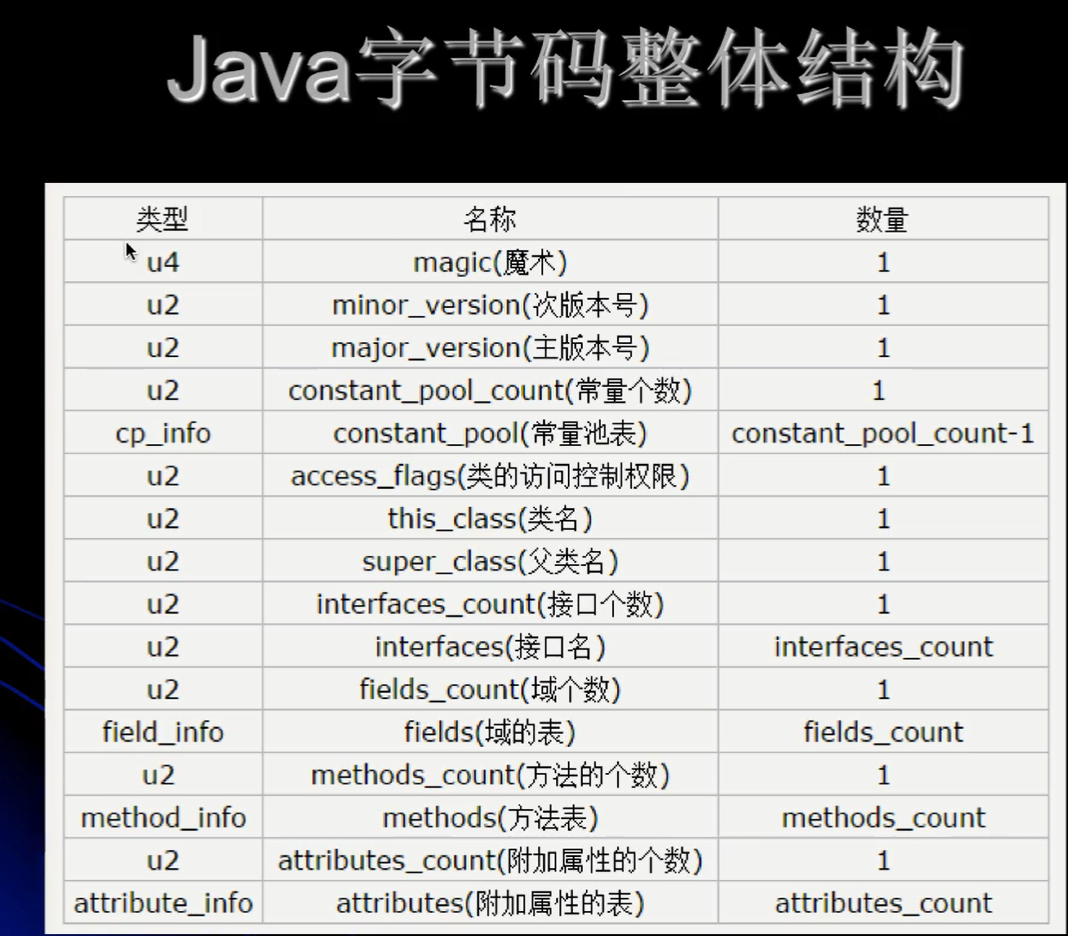 Java字节码整体结构
类型 名称 数量
u4 magic(魔术) 1
u2 minor_version(次版本号) 1
u2 major_version(主版本号) 1
u2 constant_pool_count(常量个数) 1
cp_info constant_pool(常量池表) constant_pool_count-1
u2 access_flags(类的访问控制权限) 1
u2 this_class(类名) 1
u2 super_class(父类名) 1
u2 interfaces_count(接口个数) 1
u2 interfaces(接口名) interfaces_count
u2 fields_count(域个数) 1
field_info fields(域的表) fields_count
u2 methods_count(方法的个数) 1
method_info methods(方法表) methods_count
u2 attributes_count(附加属性的个数) 1
attribute_info attributes(附加属性的表) attributes_count